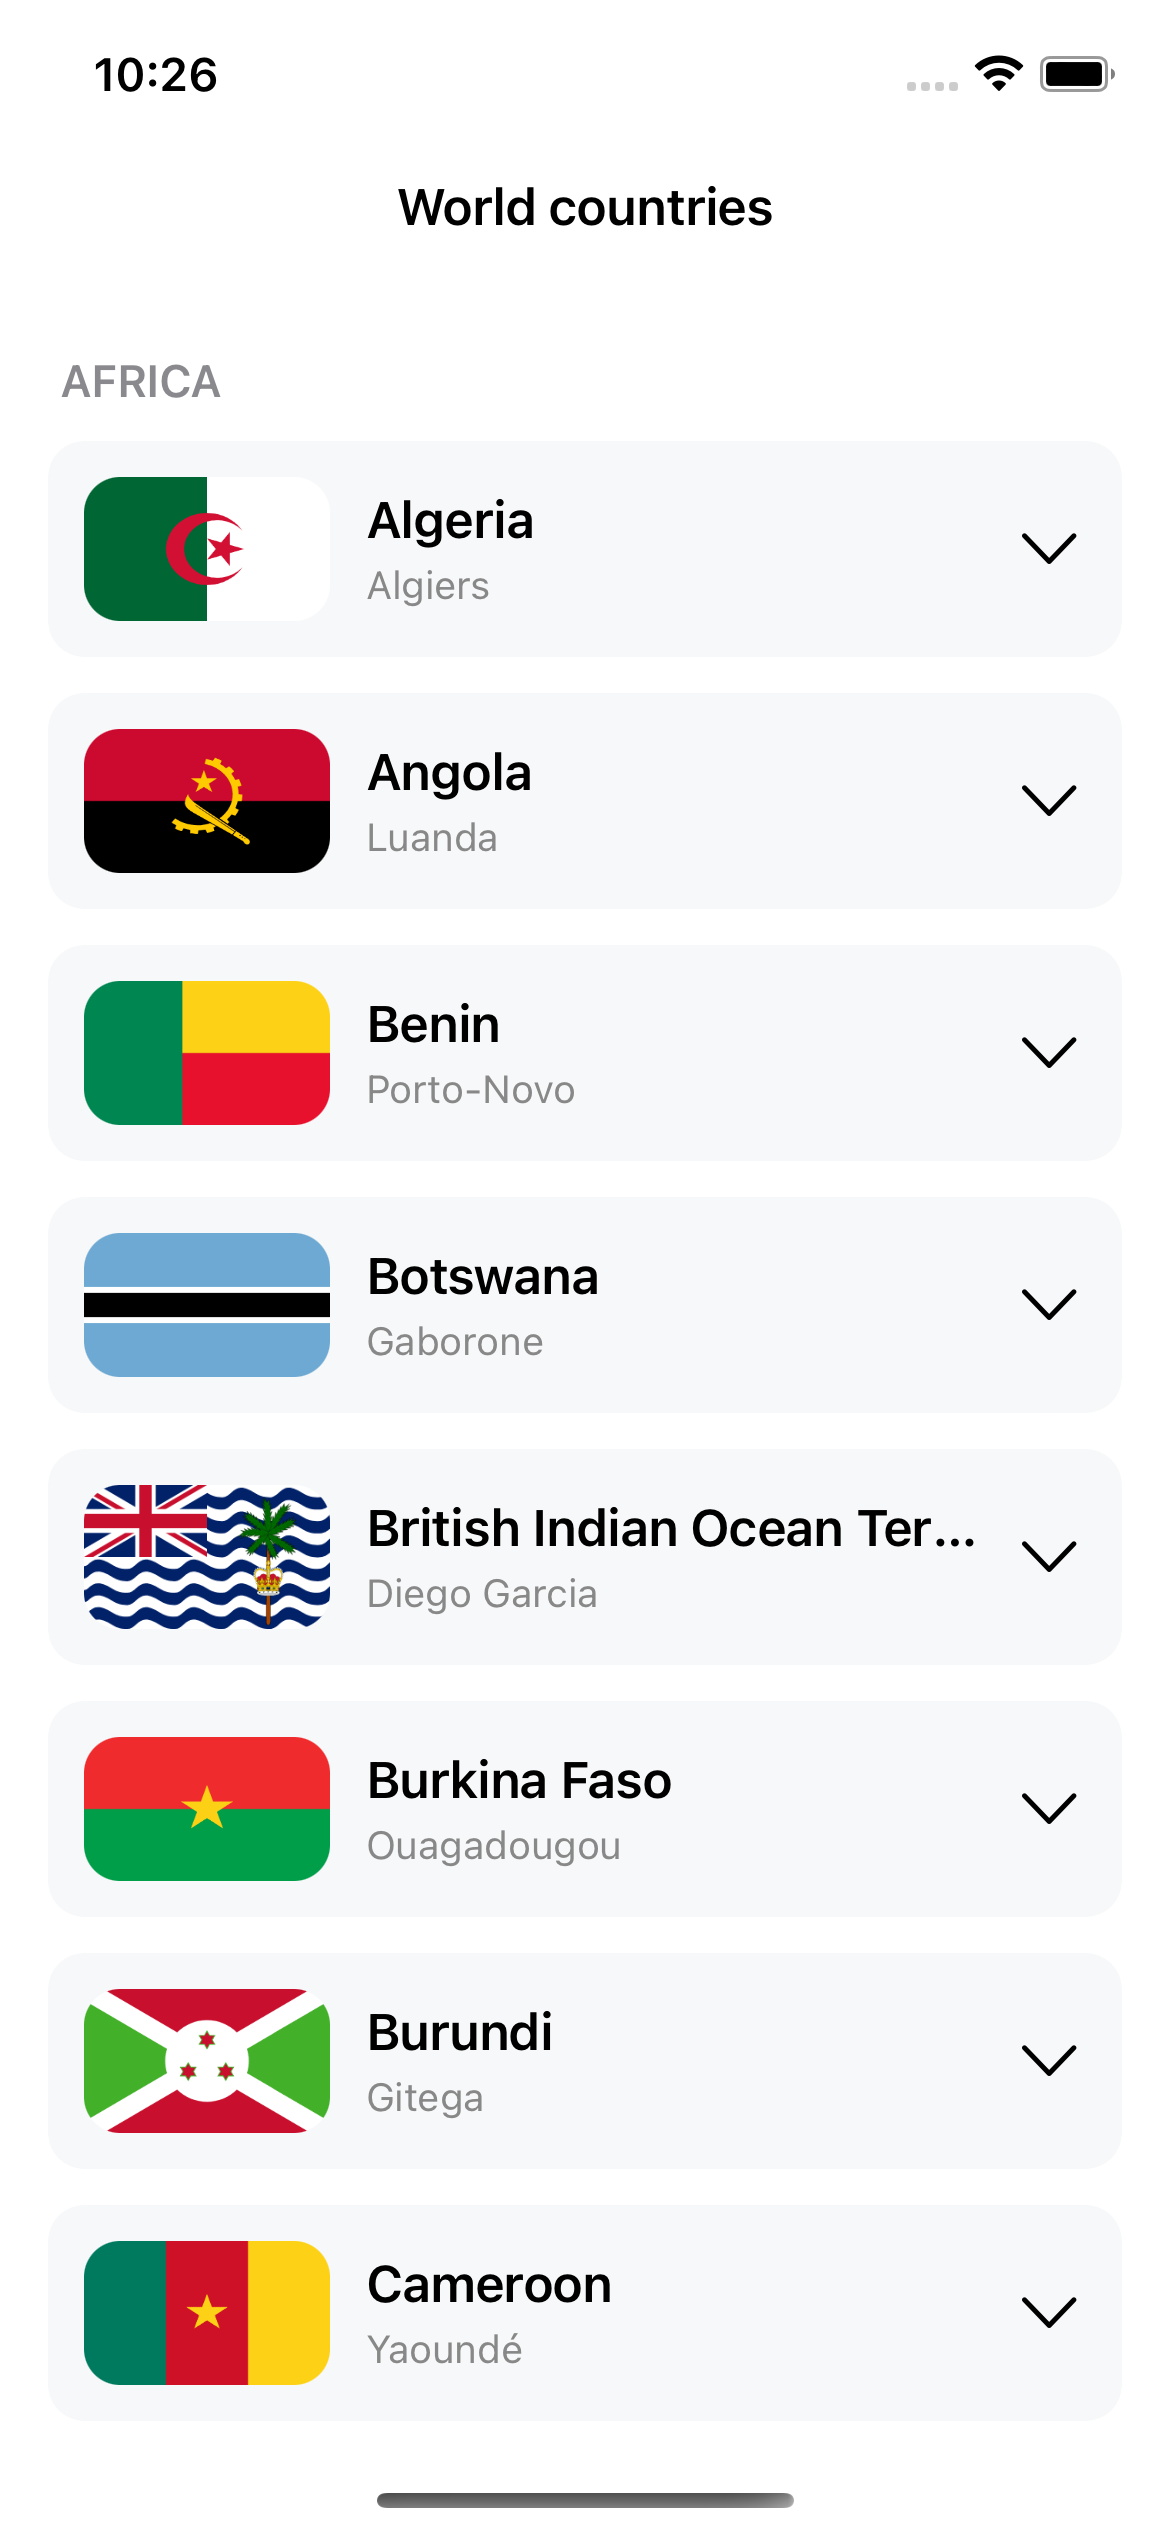 10:26
World countries
AFRICA
Algeria
Algiers
Angola
Luanda
Benin
Porto-Novo
Botswana
Gaborone
British Indian Ocean Ter...
Diego Garcia
Burkina Faso
Ouagadougou
Burundi
Gitega
Cameroon
Yaoundé